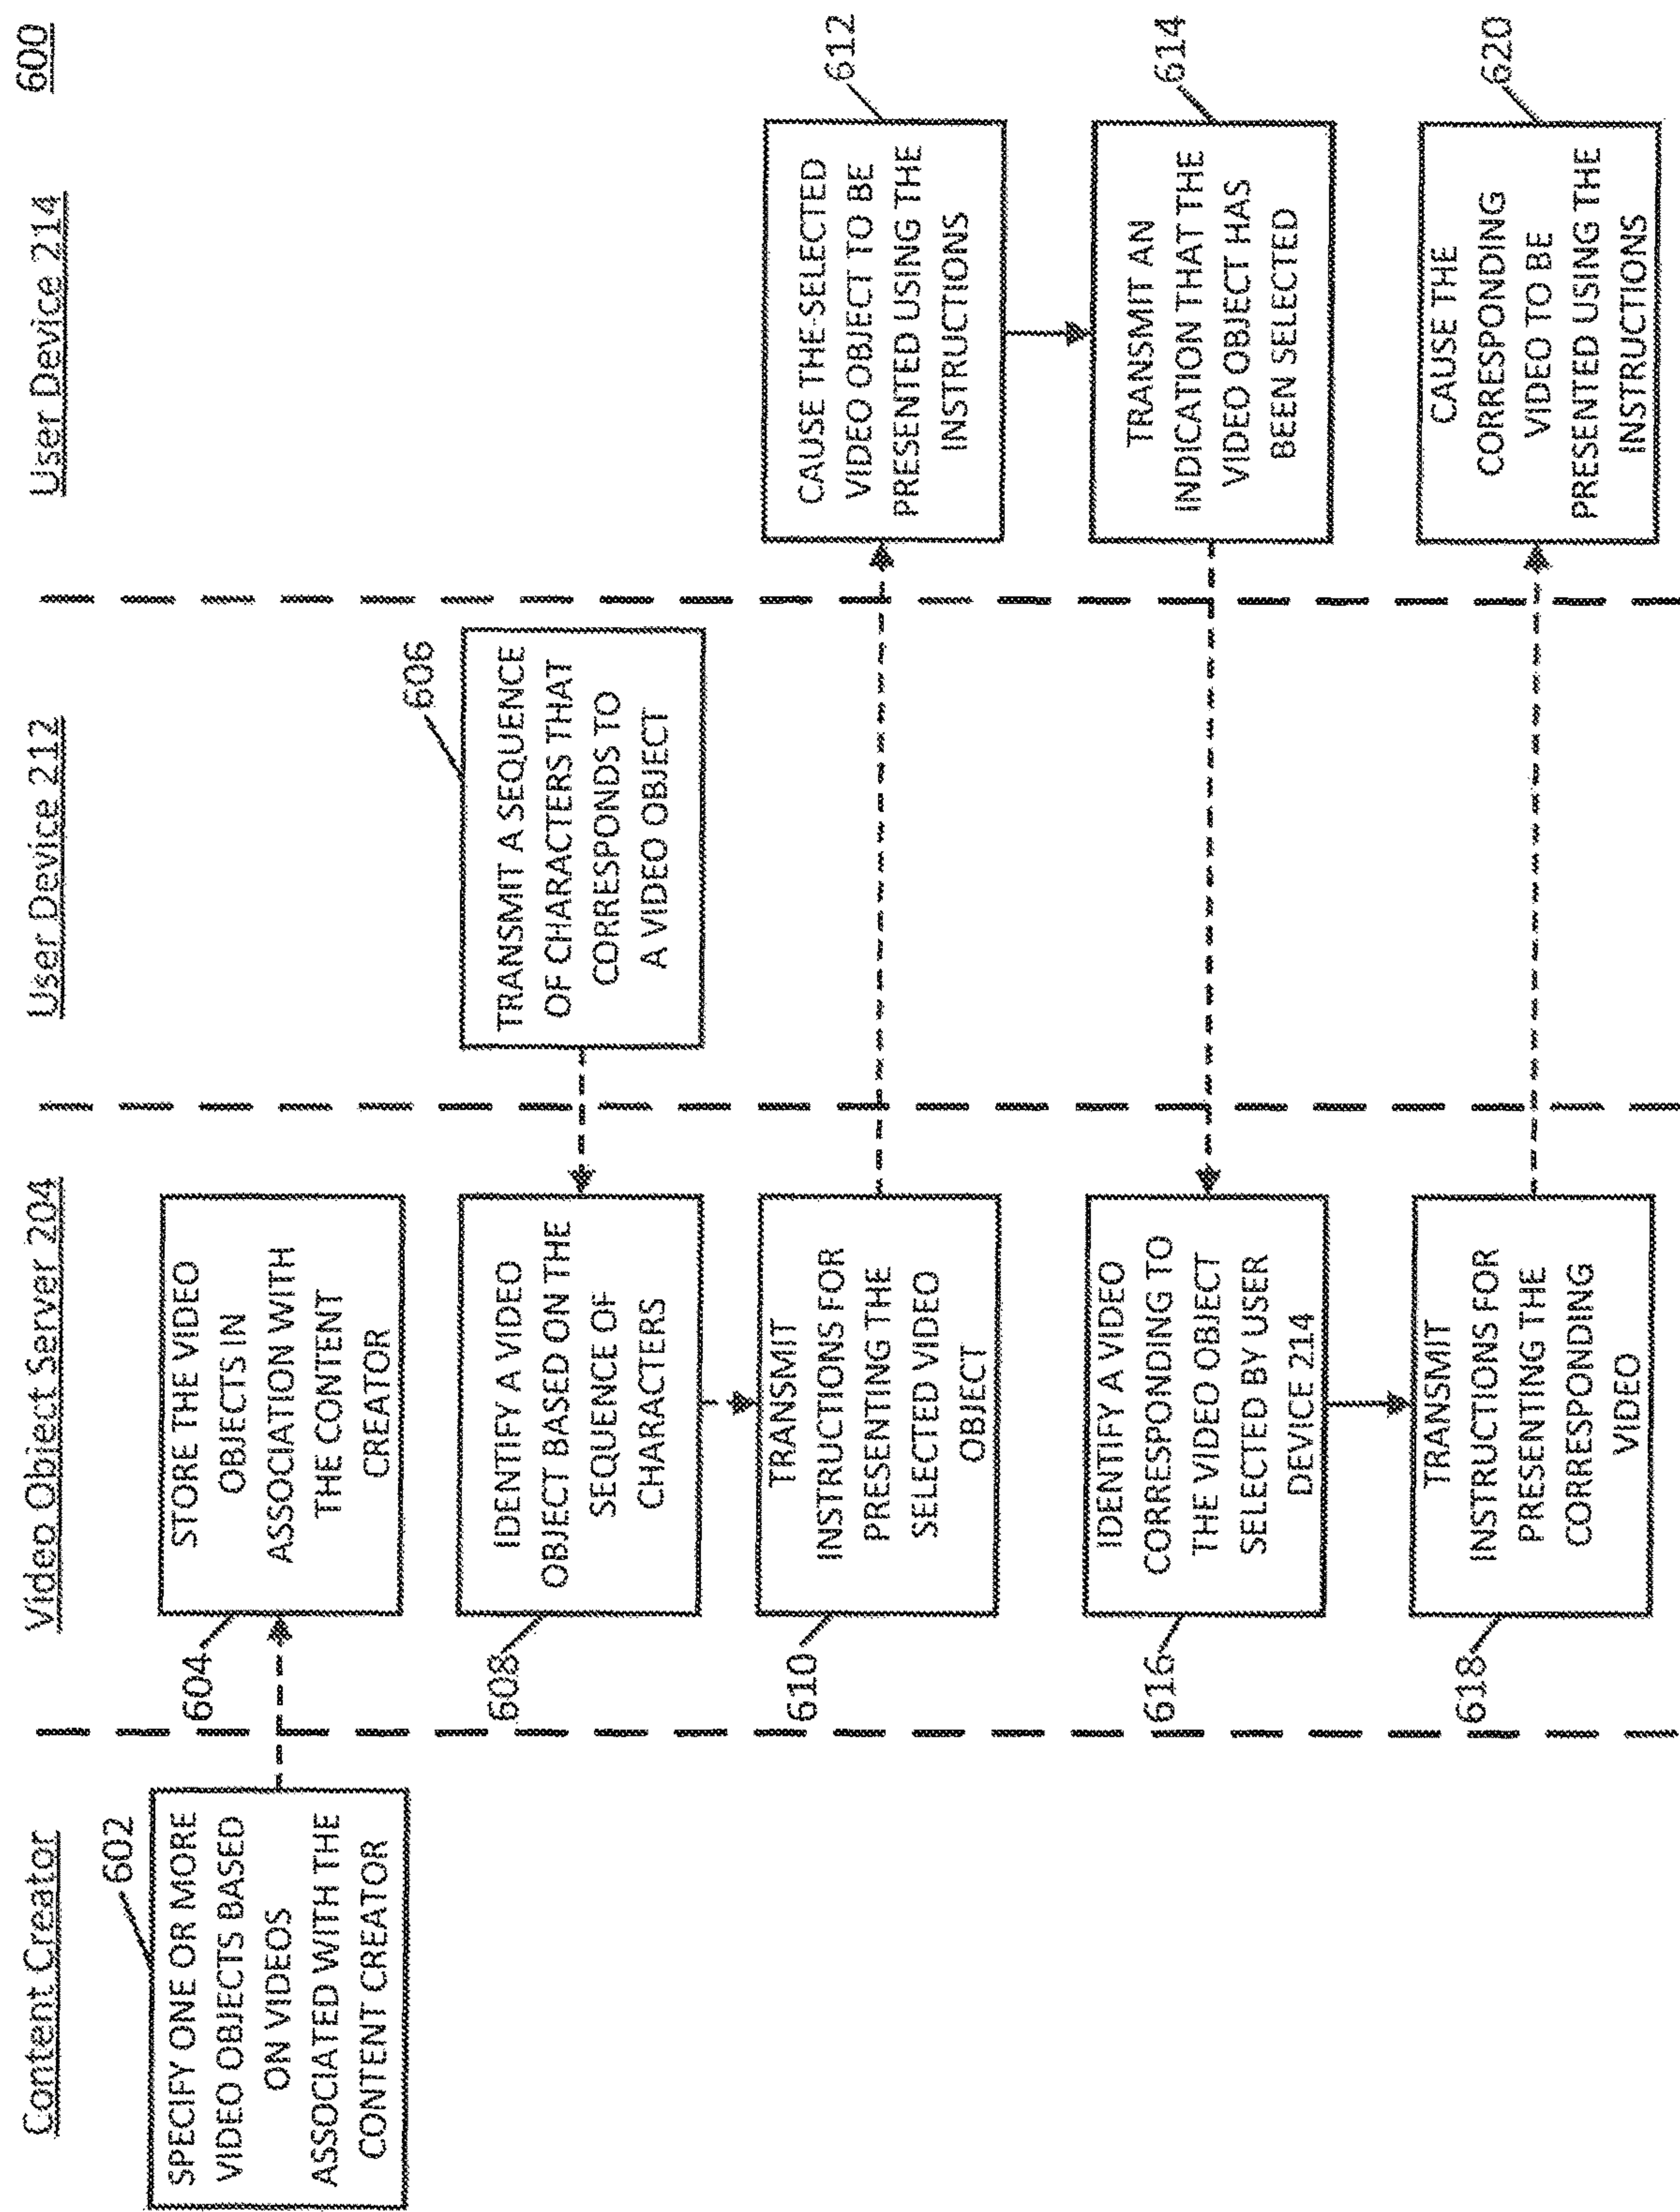 600
Content Creator
Video Object Server 204
User Device 212
User Device 214
602
SPECIFY ONE OR MORE
VIDEO OBJECTS BASED
ON VIDEOS
ASSOCIATED WITH THE
CONTENT CREATOR
604
STORE THE VIDEO
OBJECTS IN
ASSOCIATION WITH
THE CONTENT
CREATOR
606
TRANSMIT A SEQUENCE
OF CHARACTERS THAT
CORRESPONDS TO
A VIDEO OBJECT
608
IDENTIFY A VIDEO
OBJECT BASED ON THE
SEQUENCE OF
CHARACTERS
610
TRANSMIT
INSTRUCTIONS FOR
PRESENTING THE
SELECTED VIDEO
OBJECT
612
CAUSE THE SELECTED
VIDEO OBJECT TO BE
PRESENTED USING THE
INSTRUCTIONS
614
TRANSMIT AN
INDICATION THAT THE
VIDEO OBJECT HAS
BEEN SELECTED
616
IDENTIFY A VIDEO
CORRESPONDING TO
THE VIDEO OBJECT
SELECTED BY USER
DEVICE 214
618
TRANSMIT
INSTRUCTIONS FOR
PRESENTING THE
CORRESPONDING
VIDEO
620
CAUSE THE
CORRESPONDING
VIDEO TO BE
PRESENTED USING THE
INSTRUCTIONS